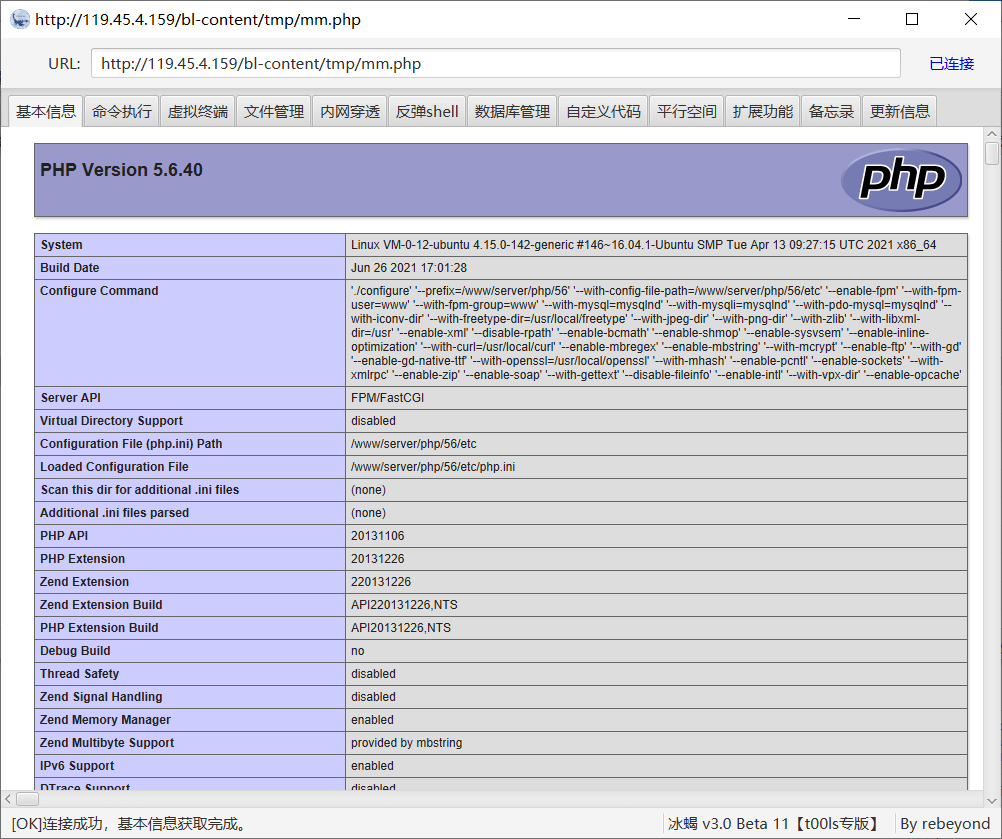 http://119.45.4.159/bl-content/tmp/mm.php
URL: http://119.45.4.159/bl-content/tmp/mm.php 已连接
基本信息 命令执行 虚拟终端 文件管理 内网穿透 反弹shell 数据库管理 自定义代码 平行空间 扩展功能 备忘录 更新信息
PHP Version 5.6.40 php
System Linux VM-0-12-ubuntu 4.15.0-142-generic #146~16.04.1-Ubuntu SMP Tue Apr 13 09:27:15 UTC 2021 x86_64
Build Date Jun 26 2021 17:01:28
Configure Command './configure' '--prefix=/www/server/php/56' '--with-config-file-path=/www/server/php/56/etc' '--enable-fpm' '--with-fpm-
user=www' '--with-fpm-group=www' '--with-mysql=mysqlnd' '--with-mysqli=mysqlnd' '--with-pdo-mysql=mysqlnd' '--
with-iconv-dir' '--with-freetype-dir=/usr/local/freetype' '--with-jpeg-dir' '--with-png-dir' '--with-zlib' '--with-libxml-
dir=/usr' '--enable-xml' '--disable-rpath' '--enable-bcmath' '--enable-shmop' '--enable-sysvsem' '--enable-inline-
optimization' '--with-curl=/usr/local/curl' '--enable-mbregex' '--enable-mbstring' '--with-mcrypt' '--enable-ftp' '--with-gd'
'--enable-gd-native-ttf' '--with-openssl=/usr/local/openssl' '--with-mhash' '--enable-pcntl' '--enable-sockets' '--with-
xmlrpc' '--enable-zip' '--enable-soap' '--with-gettext' '--disable-fileinfo' '--enable-intl' '--with-vpx-dir' '--enable-opcache'
Server API FPM/FastCGI
Virtual Directory Support disabled
Configuration File (php.ini) Path /www/server/php/56/etc
Loaded Configuration File /www/server/php/56/etc/php.ini
Scan this dir for additional .ini files (none)
Additional .ini files parsed (none)
PHP API 20131106
PHP Extension 20131226
Zend Extension 220131226
Zend Extension Build API220131226,NTS
PHP Extension Build API20131226,NTS
Debug Build no
Thread Safety disabled
Zend Signal Handling disabled
Zend Memory Manager enabled
Zend Multibyte Support provided by mbstring
IPv6 Support enabled
DTrace Support disabled
[OK]连接成功，基本信息获取完成。 冰蝎 v3.0 Beta 11【t00ls专版】 By rebeyond